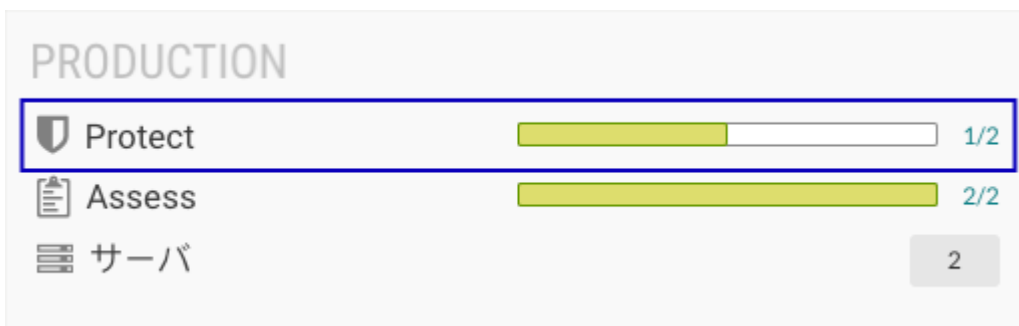 PRODUCTION
Protect 1/2
Assess 2/2
サーバ 2